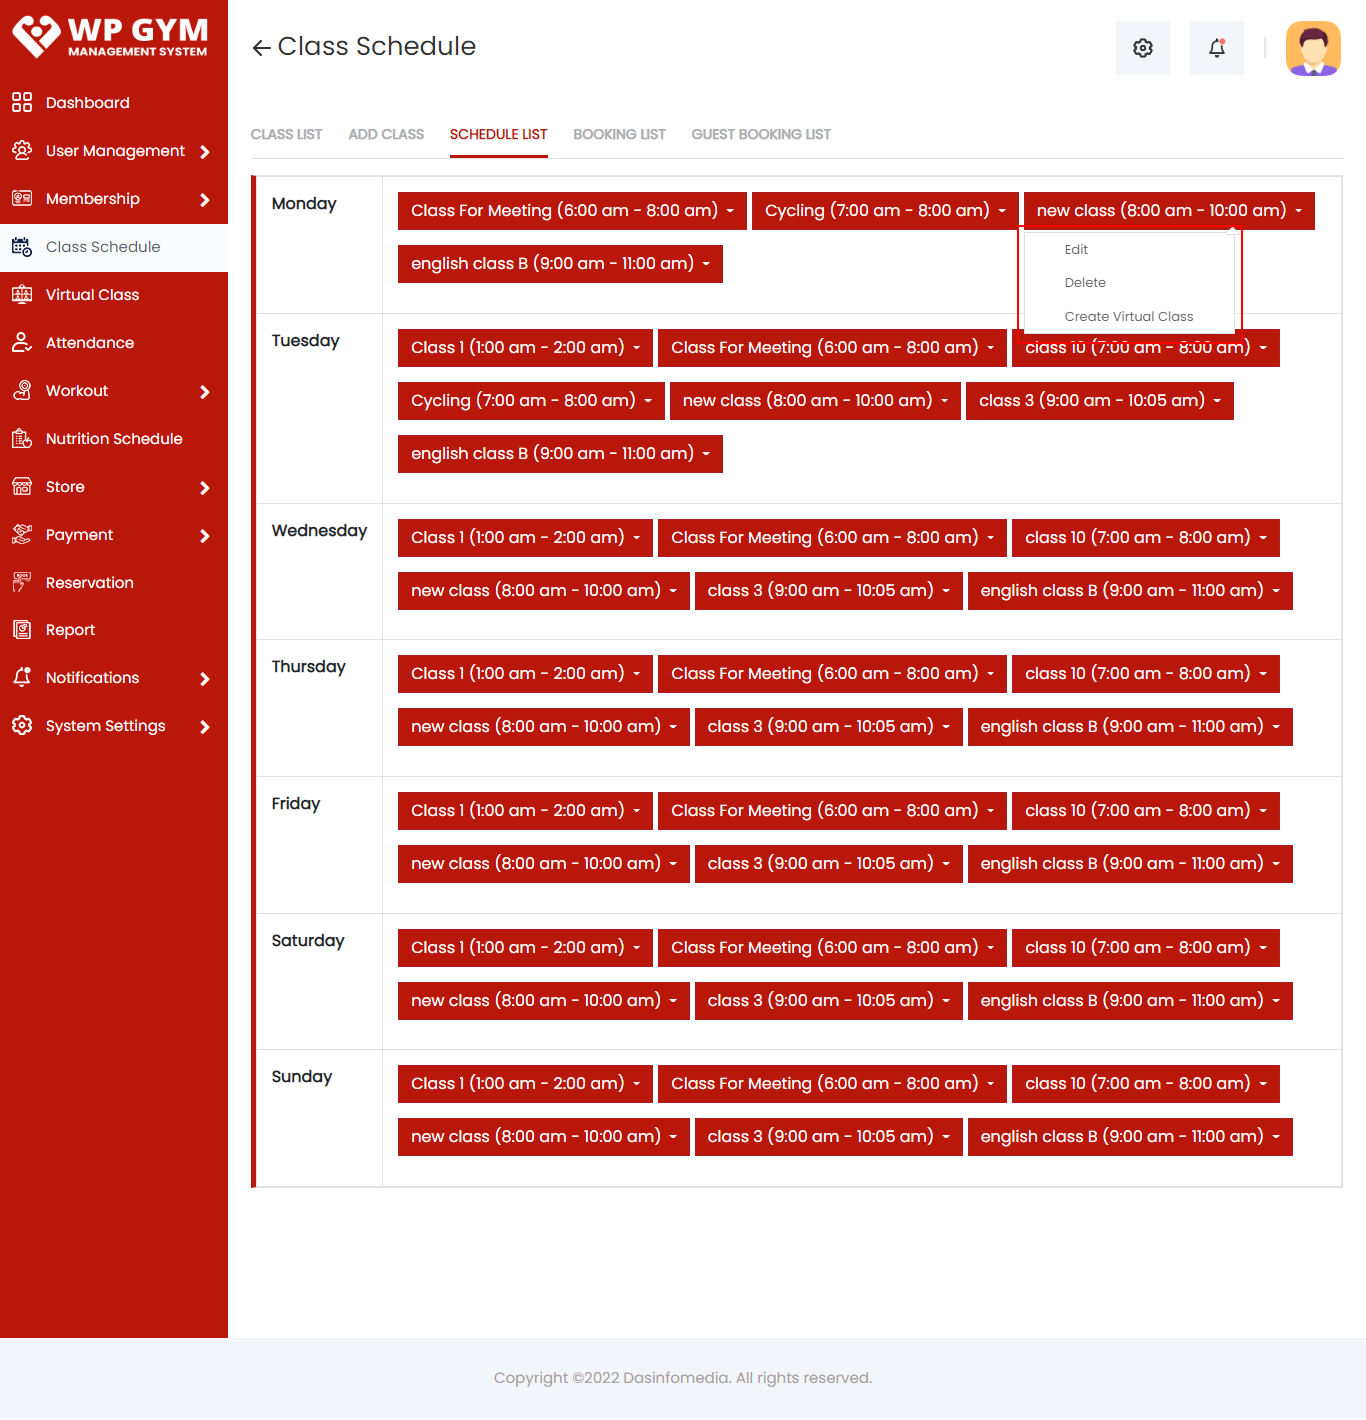 WP GYM
MANAGEMENT SYSTEM
Dashboard
User Management
Membership
Class Schedule
Virtual Class
Attendance
Workout
Nutrition Schedule
Store
Payment
Reservation
Report
Notifications
System Settings
Class Schedule
CLASS LIST ADD CLASS SCHEDULE LIST BOOKING LIST GUEST BOOKING LIST
Monday
Class For Meeting (6:00 am - 8:00 am) Cycling (7:00 am - 8:00 am) new class (8:00 am - 10:00 am)
english class B (9:00 am - 11:00 am)
Edit
Delete
Create Virtual Class
Tuesday
Class 1 (1:00 am - 2:00 am) Class For Meeting (6:00 am - 8:00 am) class 10 (7:00 am - 8:00 am)
Cycling (7:00 am - 8:00 am) new class (8:00 am - 10:00 am) class 3 (9:00 am - 10:05 am)
english class B (9:00 am - 11:00 am)
Wednesday
Class 1 (1:00 am - 2:00 am) Class For Meeting (6:00 am - 8:00 am) class 10 (7:00 am - 8:00 am)
new class (8:00 am - 10:00 am) class 3 (9:00 am - 10:05 am) english class B (9:00 am - 11:00 am)
Thursday
Class 1 (1:00 am - 2:00 am) Class For Meeting (6:00 am - 8:00 am) class 10 (7:00 am - 8:00 am)
new class (8:00 am - 10:00 am) class 3 (9:00 am - 10:05 am) english class B (9:00 am - 11:00 am)
Friday
Class 1 (1:00 am - 2:00 am) Class For Meeting (6:00 am - 8:00 am) class 10 (7:00 am - 8:00 am)
new class (8:00 am - 10:00 am) class 3 (9:00 am - 10:05 am) english class B (9:00 am - 11:00 am)
Saturday
Class 1 (1:00 am - 2:00 am) Class For Meeting (6:00 am - 8:00 am) class 10 (7:00 am - 8:00 am)
new class (8:00 am - 10:00 am) class 3 (9:00 am - 10:05 am) english class B (9:00 am - 11:00 am)
Sunday
Class 1 (1:00 am - 2:00 am) Class For Meeting (6:00 am - 8:00 am) class 10 (7:00 am - 8:00 am)
new class (8:00 am - 10:00 am) class 3 (9:00 am - 10:05 am) english class B (9:00 am - 11:00 am)
Copyright ©2022 Dasinfomedia. All rights reserved.